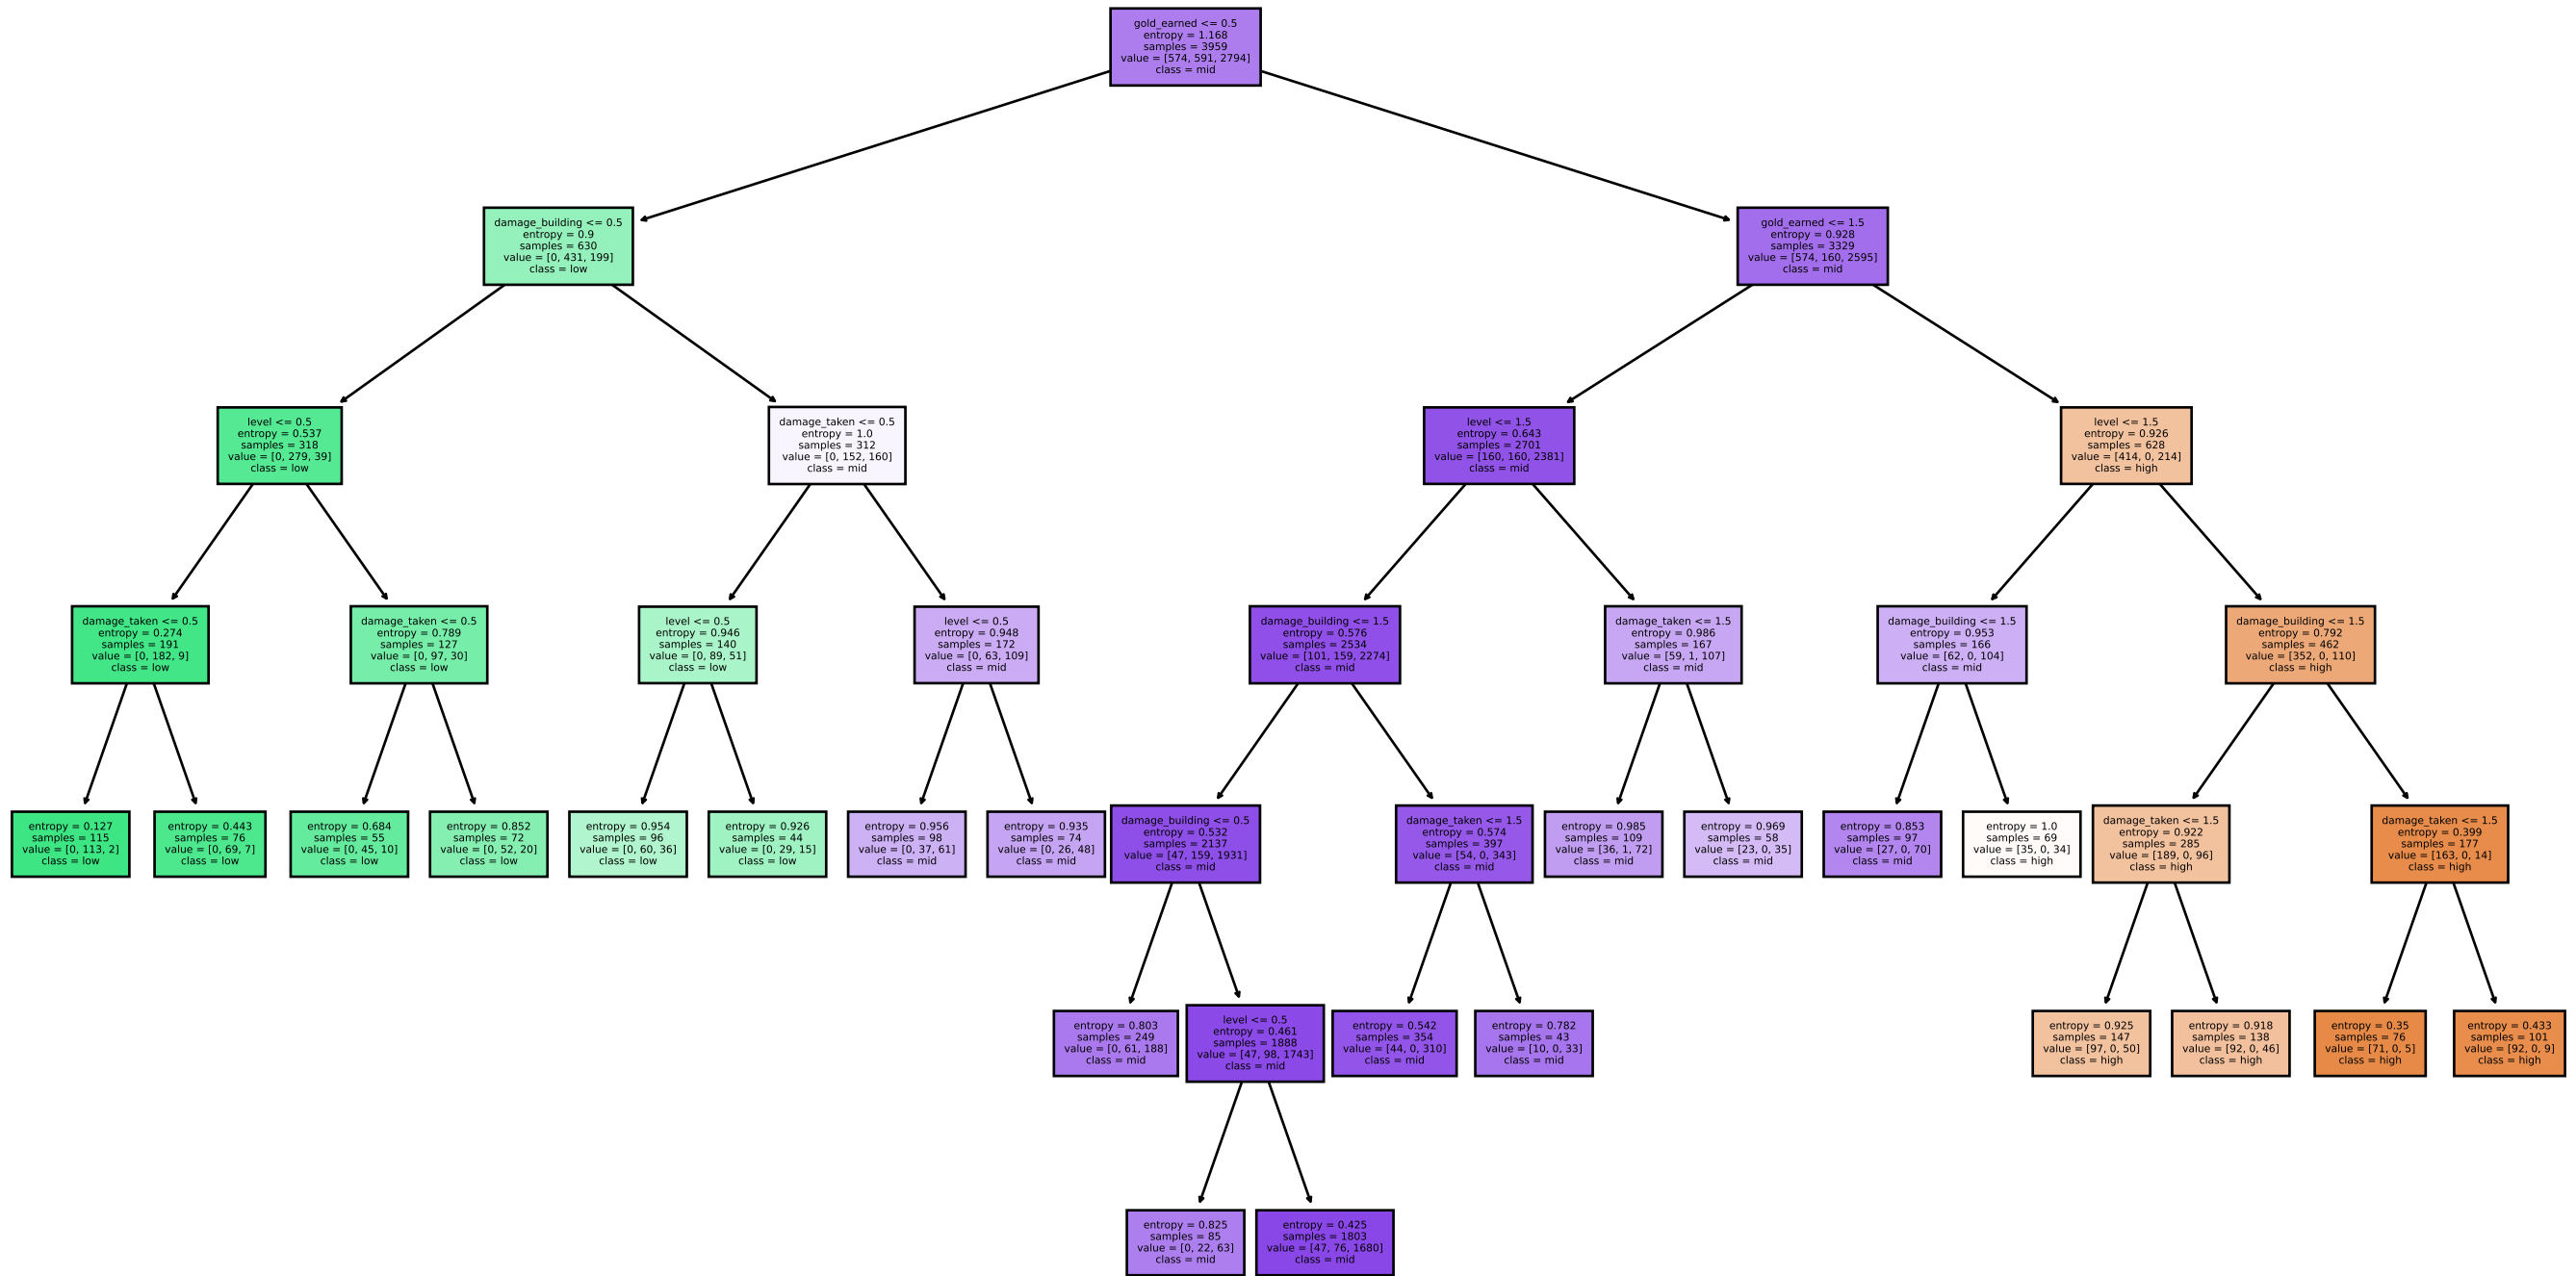 gold_earned <= 0.5
entropy = 1.168
samples = 3959
value = [574, 591, 2794]
class = mid
damage_building <= 0.5
entropy = 0.9
samples = 630
value = [0, 431, 199]
class = low
gold_earned <= 1.5
entropy = 0.928
samples = 3329
value = [574, 160, 2595]
class = mid
level <= 0.5
entropy = 0.537
samples = 318
value = [0, 279, 39]
class = low
damage_taken <= 0.5
entropy = 1.0
samples = 312
value = [0, 152, 160]
class = mid
level <= 1.5
entropy = 0.643
samples = 2701
value = [160, 160, 2381]
class = mid
level <= 1.5
entropy = 0.926
samples = 628
value = [414, 0, 214]
class = high
damage_taken <= 0.5
entropy = 0.274
samples = 191
value = [0, 182, 9]
class = low
damage_taken <= 0.5
entropy = 0.789
samples = 127
value = [0, 97, 30]
class = low
level <= 0.5
entropy = 0.946
samples = 140
value = [0, 89, 51]
class = low
level <= 0.5
entropy = 0.948
samples = 172
value = [0, 63, 109]
class = mid
damage_building <= 1.5
entropy = 0.576
samples = 2534
value = [101, 159, 2274]
class = mid
damage_taken <= 1.5
entropy = 0.986
samples = 167
value = [59, 1, 107]
class = mid
damage_building <= 1.5
entropy = 0.953
samples = 166
value = [62, 0, 104]
class = mid
damage_building <= 1.5
entropy = 0.792
samples = 462
value = [352, 0, 110]
class = high
entropy = 0.127
samples = 115
value = [0, 113, 2]
class = low
entropy = 0.443
samples = 76
value = [0, 69, 7]
class = low
entropy = 0.684
samples = 55
value = [0, 45, 10]
class = low
entropy = 0.852
samples = 72
value = [0, 52, 20]
class = low
entropy = 0.954
samples = 96
value = [0, 60, 36]
class = low
entropy = 0.926
samples = 44
value = [0, 29, 15]
class = low
entropy = 0.956
samples = 98
value = [0, 37, 61]
class = mid
entropy = 0.935
samples = 74
value = [0, 26, 48]
class = mid
damage_building <= 0.5
entropy = 0.532
samples = 2137
value = [47, 159, 1931]
class = mid
damage_taken <= 1.5
entropy = 0.574
samples = 397
value = [54, 0, 343]
class = mid
entropy = 0.985
samples = 109
value = [36, 1, 72]
class = mid
entropy = 0.969
samples = 58
value = [23, 0, 35]
class = mid
entropy = 0.853
samples = 97
value = [27, 0, 70]
class = mid
entropy = 1.0
samples = 69
value = [35, 0, 34]
class = high
damage_taken <= 1.5
entropy = 0.922
samples = 285
value = [189, 0, 96]
class = high
damage_taken <= 1.5
entropy = 0.399
samples = 177
value = [163, 0, 14]
class = high
entropy = 0.803
samples = 249
value = [0, 61, 188]
class = mid
level <= 0.5
entropy = 0.461
samples = 1888
value = [47, 98, 1743]
class = mid
entropy = 0.542
samples = 354
value = [44, 0, 310]
class = mid
entropy = 0.782
samples = 43
value = [10, 0, 33]
class = mid
entropy = 0.925
samples = 147
value = [97, 0, 50]
class = high
entropy = 0.918
samples = 138
value = [92, 0, 46]
class = high
entropy = 0.35
samples = 76
value = [71, 0, 5]
class = high
entropy = 0.433
samples = 101
value = [92, 0, 9]
class = high
entropy = 0.825
samples = 85
value = [0, 22, 63]
class = mid
entropy = 0.425
samples = 1803
value = [47, 76, 1680]
class = mid